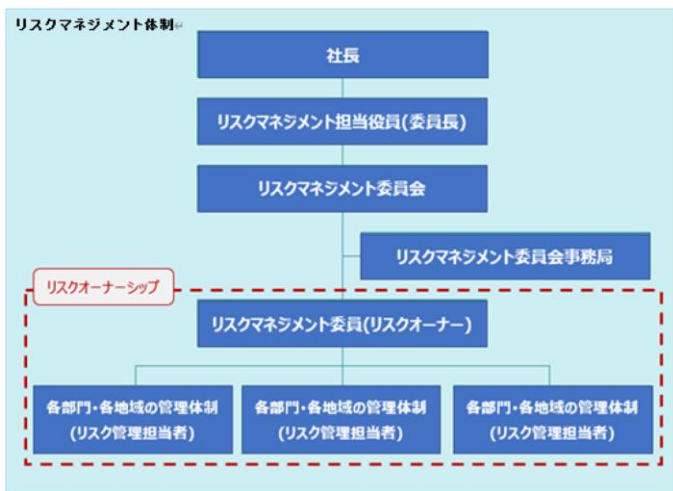 リスクマネジメント体制
社長
リスクマネジメント担当役員(委員長)
リスクマネジメント委員会
リスクマネジメント委員会事務局
リスクオーナーシップ
リスクマネジメント委員(リスクオーナー)
各部門・各地域の管理体制
(リスク管理担当者)
各部門・各地域の管理体制
(リスク管理担当者)
各部門・各地域の管理体制
(リスク管理担当者)